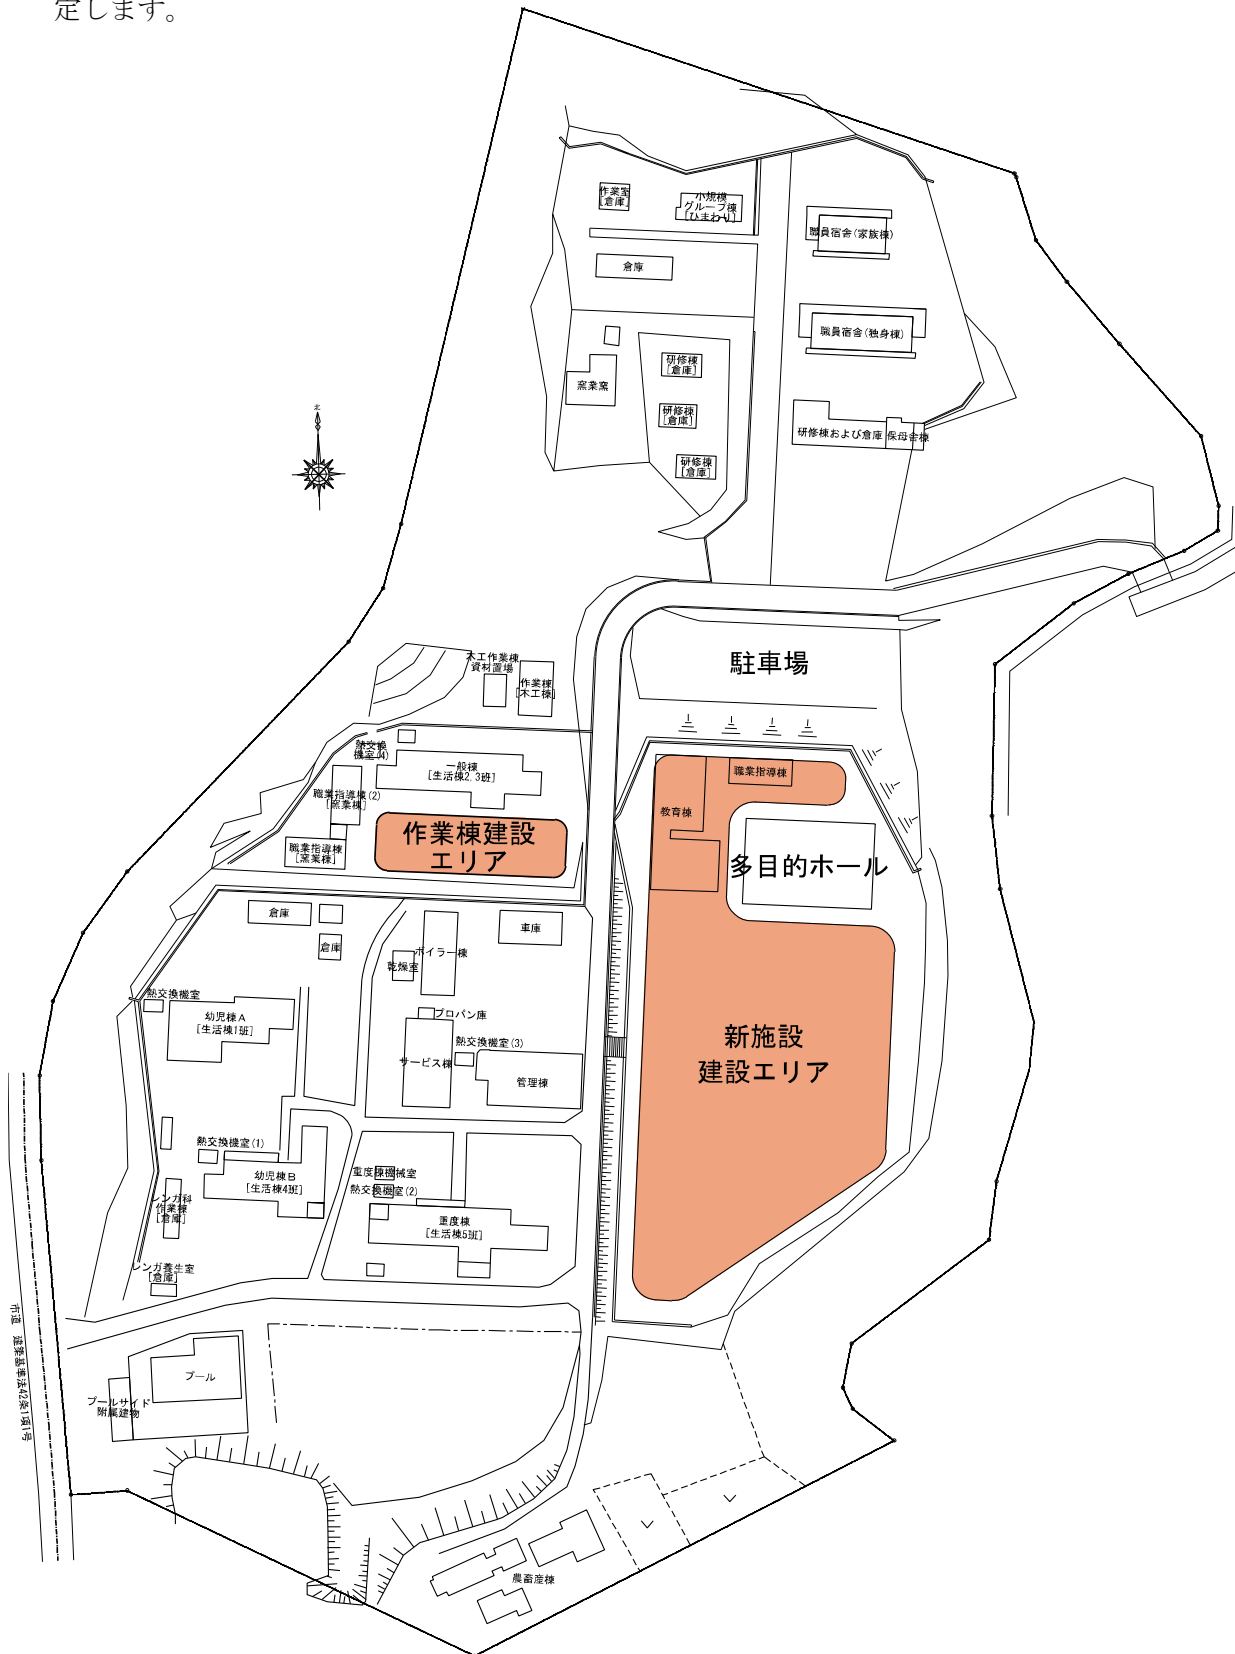 定します。
作業室
[倉庫]
小規模
グループ棟
[ひまわり]
職員宿舎(家族棟)
倉庫
職員宿舎(独身棟)
研修棟
[倉庫]
窯業窯
研修棟
[倉庫]
研修棟および倉庫
保母舎棟
研修棟
[倉庫]
北
駐車場
木工作業棟
資材置場
作業棟
[木工棟]
熱交換
機室(4)
一般棟
[生活棟2, 3班]
職業指導棟
職業指導棟(2)
[窯業棟]
教育棟
作業棟建設
エリア
職業指導棟
[窯業棟]
多目的ホール
倉庫
車庫
倉庫
ボイラー棟
乾燥室
熱交換機室
プロパン庫
幼児棟A
[生活棟1班]
熱交換機室(3)
サービス棟
管理棟
新施設
建設エリア
熱交換機室(1)
幼児棟B
[生活棟4班]
重度棟機械室
熱交換機室(2)
レンガ科
作業棟
[倉庫]
重度棟
[生活棟5班]
レンガ養生室
[倉庫]
市道 建築基準法42条1項1号
プール
プールサイド
附属建物
農畜産棟